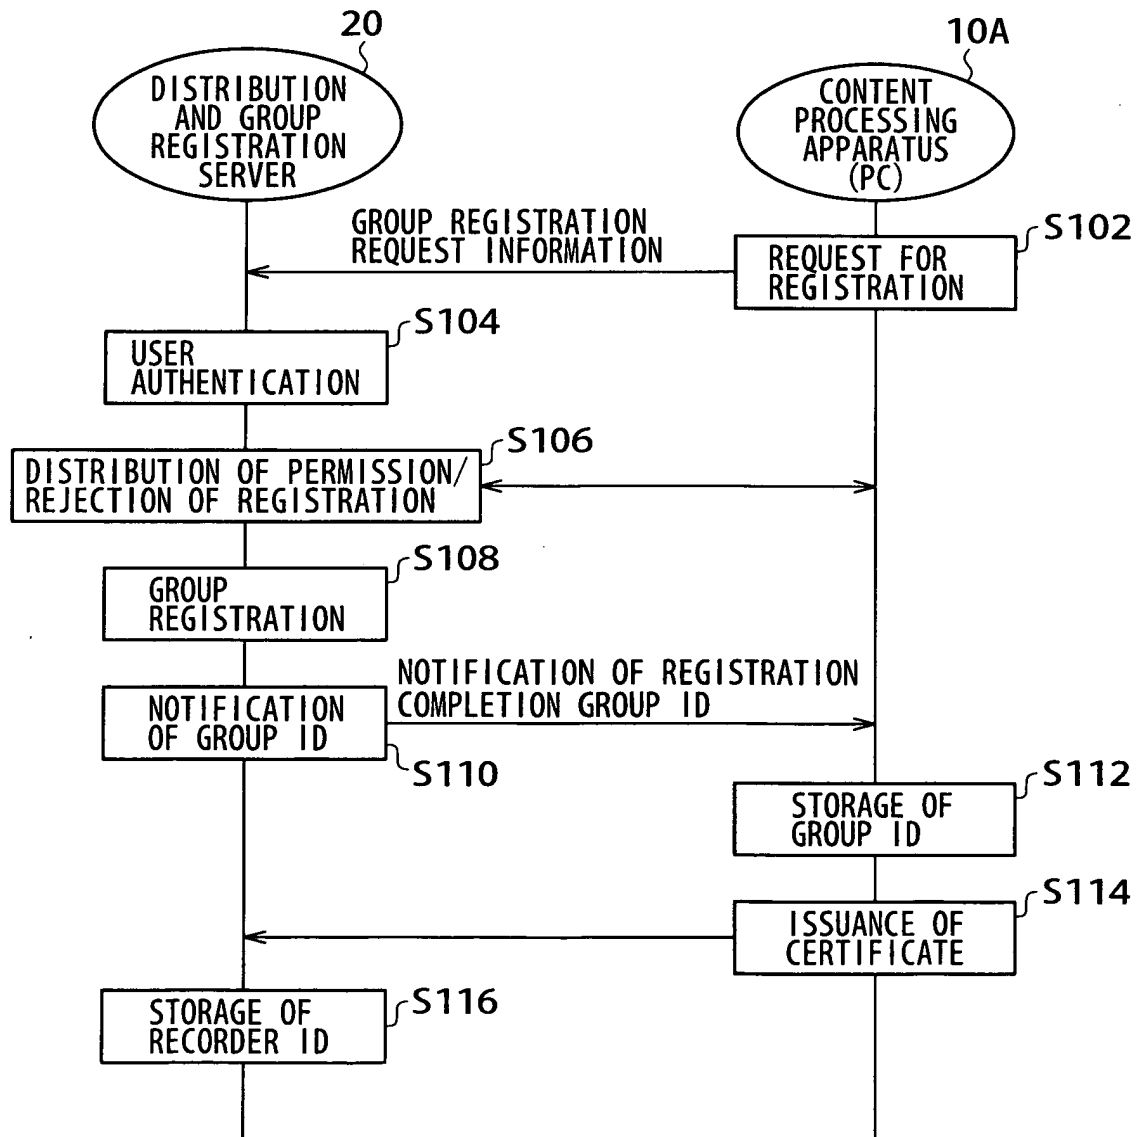 20
10A
DISTRIBUTION
AND GROUP
REGISTRATION
SERVER
CONTENT
PROCESSING
APPARATUS
(PC)
GROUP REGISTRATION
REQUEST INFORMATION
S102
REQUEST FOR
REGISTRATION
S104
USER
AUTHENTICATION
S106
DISTRIBUTION OF PERMISSION/
REJECTION OF REGISTRATION
S108
GROUP
REGISTRATION
NOTIFICATION OF REGISTRATION
COMPLETION GROUP ID
NOTIFICATION
OF GROUP ID
S110
S112
STORAGE OF
GROUP ID
S114
ISSUANCE OF
CERTIFICATE
S116
STORAGE OF
RECORDER ID